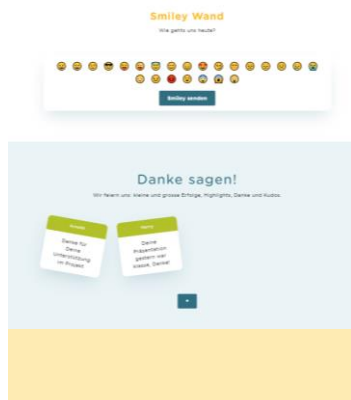 Smiley Wand
Wie gehts uns heute?
Smiley senden
Danke sagen!
Wir feiern uns: kleine und grosse Erfolge, Highlights, Danke und Kudos.
Danke für
Deine
Unterstützung
im Projekt!
Deine
Präsentation
gestern war
klasse, Danke!
+